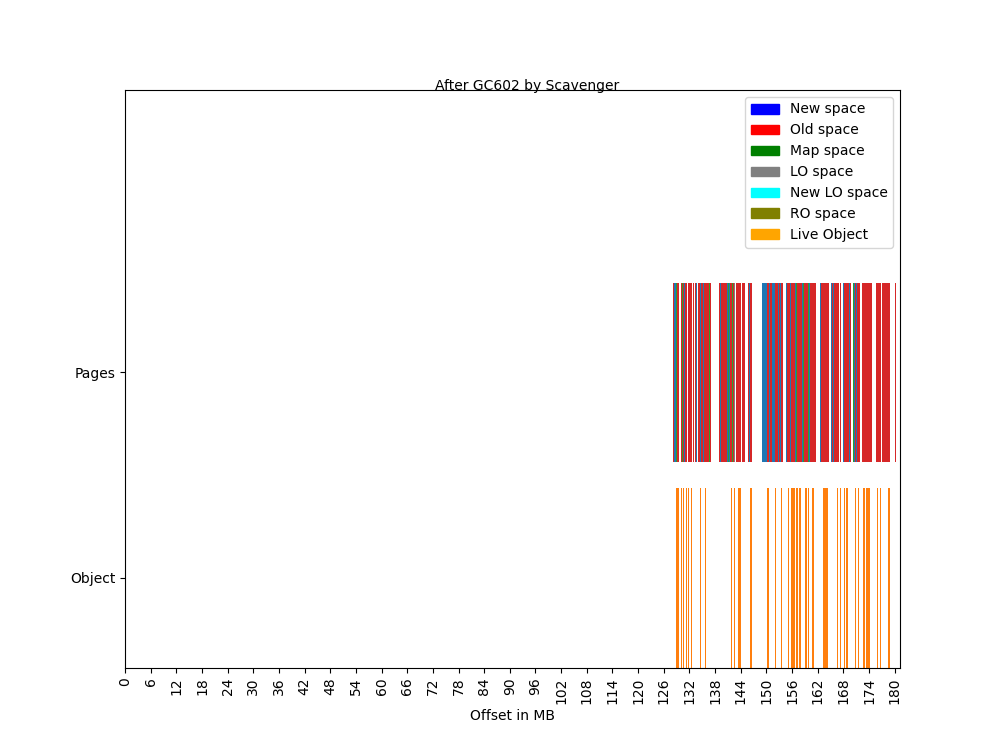 After GC602 by Scavenger
New space
Old space
Map space
LO space
New LO space
RO space
Live Object
Pages
Object
0 6 12 18 24 30 36 42 48 54 60 66 72 78 84 90 96 102 108 114 120 126 132 138 144 150 156 162 168 174 180
Offset in MB